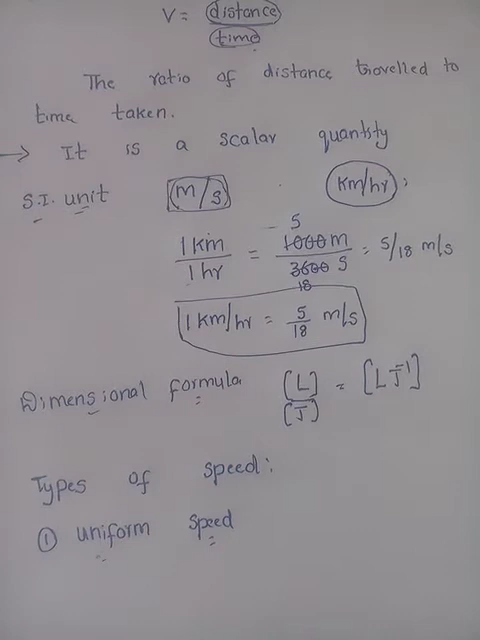 V = distance
time
The ratio of distance travelled to
time taken.
→ It is a scalar quantity
S.I. unit m/s km/hr :
1 km / 1 hr = 1000 m / 3600 s = 5/18 m/s
5
18
1 km/hr = 5/18 m/s
Dimensional formula [L] / [T] = [LT⁻¹]
Types of speed :
① uniform speed